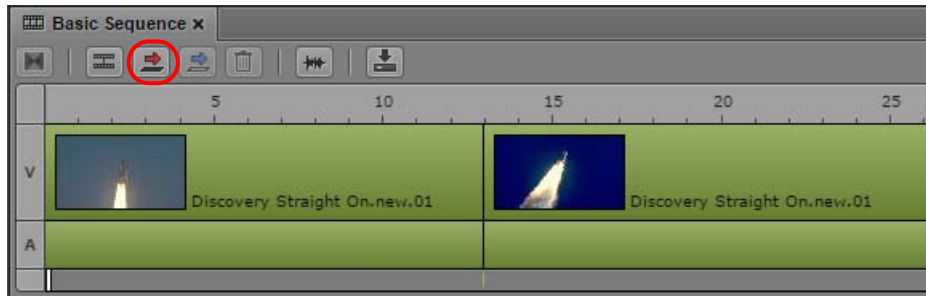 Basic Sequence x
5 10 15 20 25
V Discovery Straight On.new.01 Discovery Straight On.new.01
A